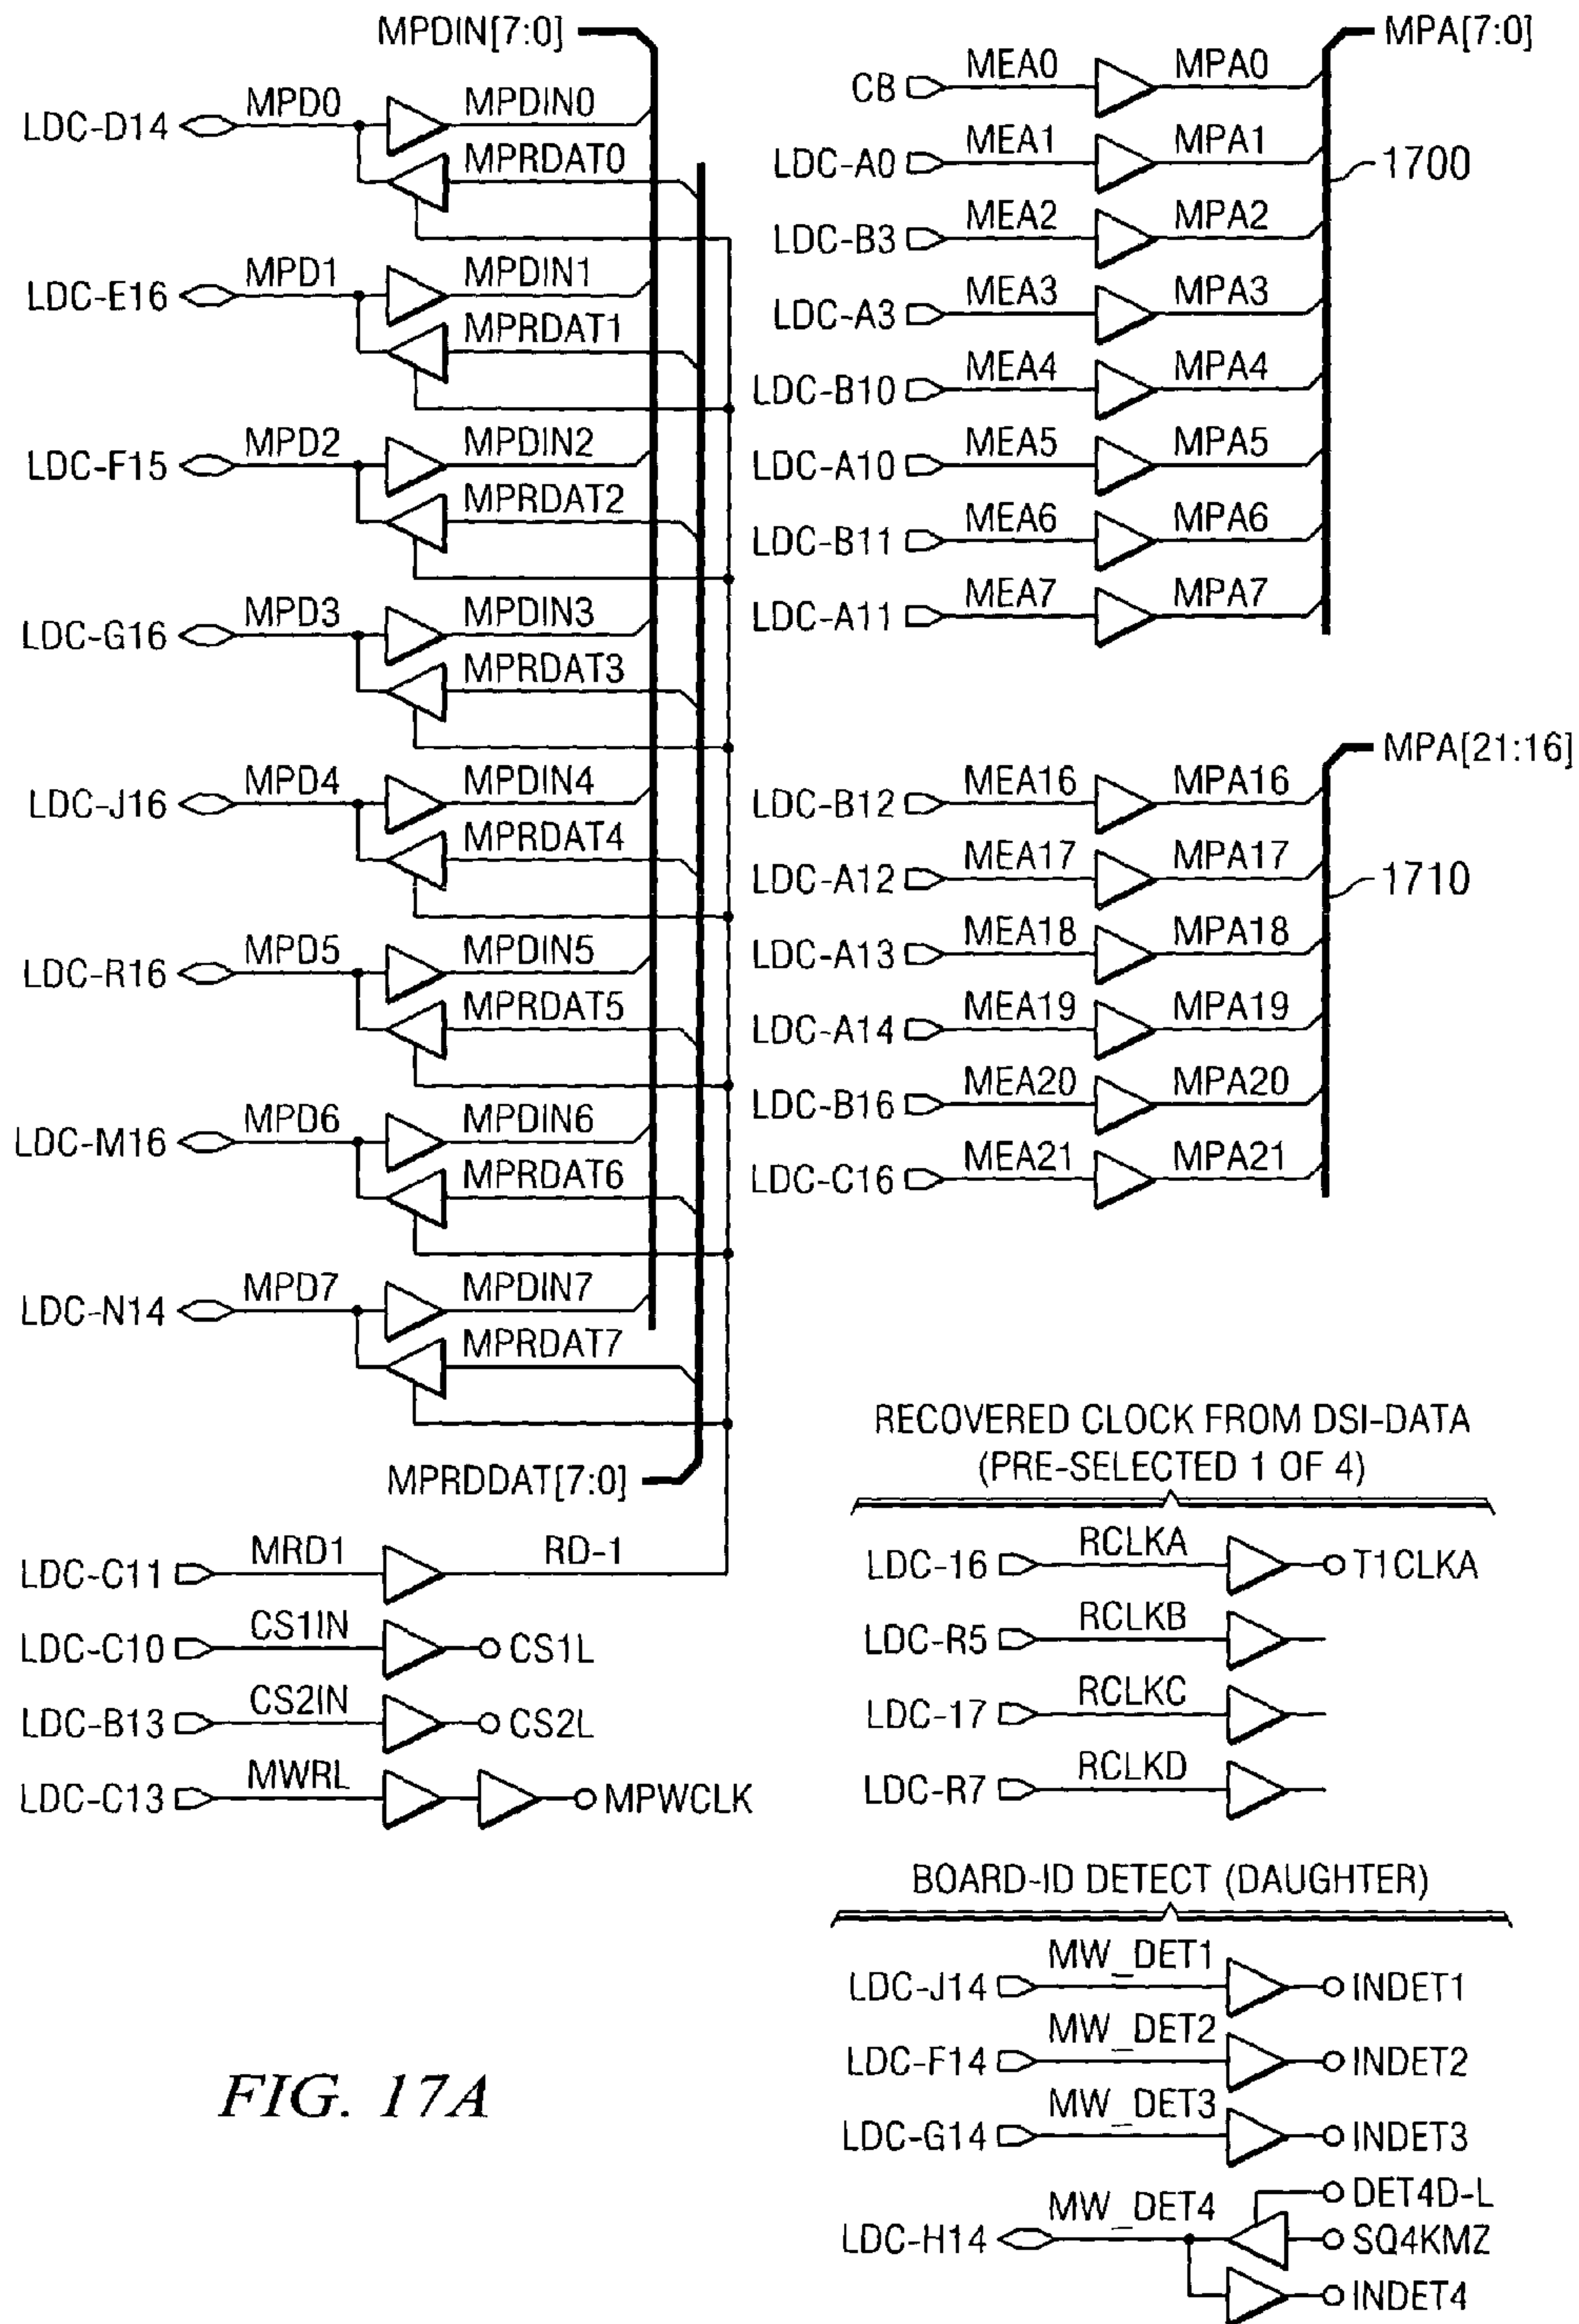 MPDIN[7:0]
LDC-D14 MPD0 MPDIN0
MPRDAT0
LDC-E16 MPD1 MPDIN1
MPRDAT1
LDC-F15 MPD2 MPDIN2
MPRDAT2
LDC-G16 MPD3 MPDIN3
MPRDAT3
LDC-J16 MPD4 MPDIN4
MPRDAT4
LDC-R16 MPD5 MPDIN5
MPRDAT5
LDC-M16 MPD6 MPDIN6
MPRDAT6
LDC-N14 MPD7 MPDIN7
MPRDAT7
MPRDDAT[7:0]
LDC-C11 MRD1 RD-1
LDC-C10 CS1IN CS1L
LDC-B13 CS2IN CS2L
LDC-C13 MWRL MPWCLK
MPA[7:0]
CB MEA0 MPA0
LDC-A0 MEA1 MPA1
1700
LDC-B3 MEA2 MPA2
LDC-A3 MEA3 MPA3
LDC-B10 MEA4 MPA4
LDC-A10 MEA5 MPA5
LDC-B11 MEA6 MPA6
LDC-A11 MEA7 MPA7
MPA[21:16]
LDC-B12 MEA16 MPA16
LDC-A12 MEA17 MPA17
1710
LDC-A13 MEA18 MPA18
LDC-A14 MEA19 MPA19
LDC-B16 MEA20 MPA20
LDC-C16 MEA21 MPA21
RECOVERED CLOCK FROM DSI-DATA
(PRE-SELECTED 1 OF 4)
LDC-16 RCLKA T1CLKA
LDC-R5 RCLKB
LDC-17 RCLKC
LDC-R7 RCLKD
BOARD-ID DETECT (DAUGHTER)
LDC-J14 MW_DET1 INDET1
LDC-F14 MW_DET2 INDET2
LDC-G14 MW_DET3 INDET3
DET4D-L
LDC-H14 MW_DET4 SQ4KMZ
INDET4
FIG. 17A